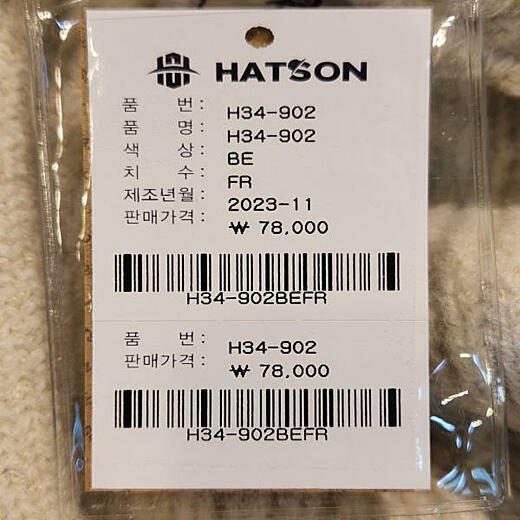 HATSON
품 번 : H34-902
품 명 : H34-902
색 상 : BE
치 수 : FR
제조년월 : 2023-11
판매가격 : ₩ 78,000
H34-902BEFR
품 번 : H34-902
판매가격 : ₩ 78,000
H34-902BEFR